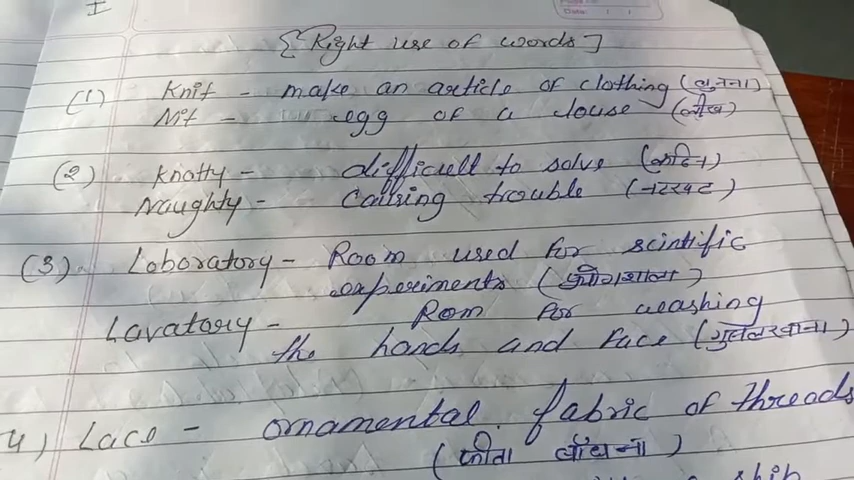 I
Date:
{Right use of words]
(1) Knit - make an article of clothing (बुनना)
Nit - egg of a louse (लीख)
(2) Knotty - difficult to solve (कठिन)
Naughty - causing trouble (नटखट)
(3) Loboratory - Room used for scintific
experiments (प्रयोगशाला)
Lavatory - Rom for washing
the hands and face (गुसलखाना)
4) Lace - ornamental fabric of threads
(फीता बाँधना)
ship